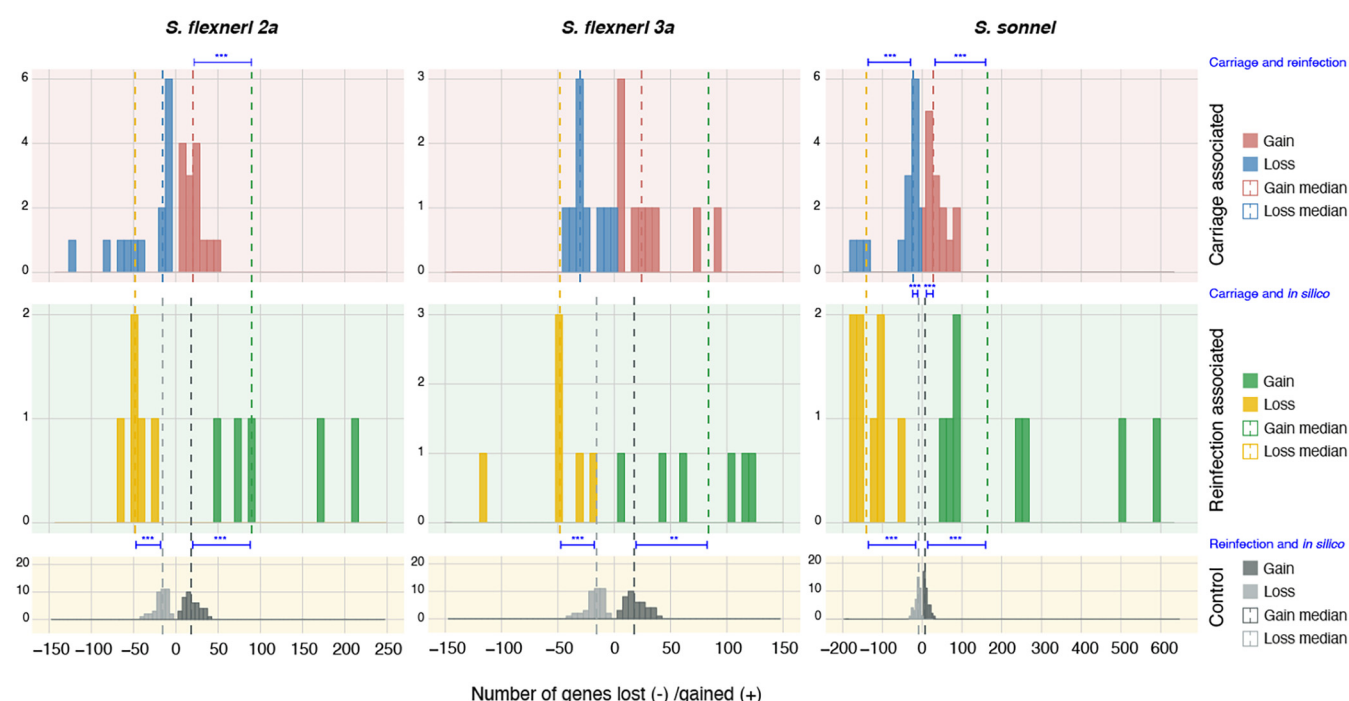 S. flexnerl 2a
S. flexnerl 3a
S. sonnel
***
***
***
Carriage and reinfection
6
4
2
0
3
2
1
0
6
4
2
0
Carriage associated
Gain
Loss
Gain median
Loss median
*** ***
Carriage and in silico
2
1
0
3
2
1
0
2
1
0
Reinfection associated
Gain
Loss
Gain median
Loss median
*** ***
*** **
*** ***
Reinfection and in silico
20
10
0
20
10
0
20
10
0
Control
Gain
Loss
Gain median
Loss median
−150 −100 −50 0 50 100 150 200 250
−150 −100 −50 0 50 100 150
−200 −100 0 100 200 300 400 500 600
Number of genes lost (-) /gained (+)